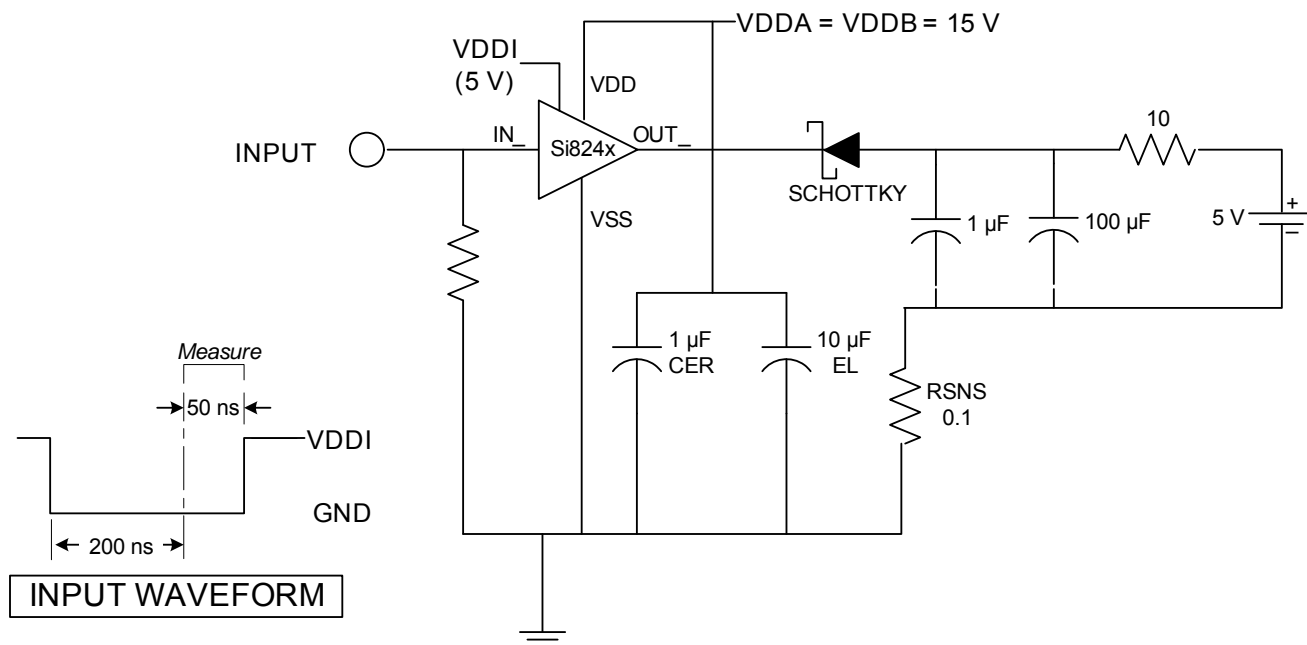 VDDA = VDDB = 15 V
VDDI
(5 V)
VDD
10
INPUT
IN_
Si824x
OUT_
SCHOTTKY
VSS
1 µF
100 µF
5 V
+
–
Measure
1 µF
CER
10 µF
EL
50 ns
RSNS
0.1
VDDI
GND
200 ns
INPUT WAVEFORM